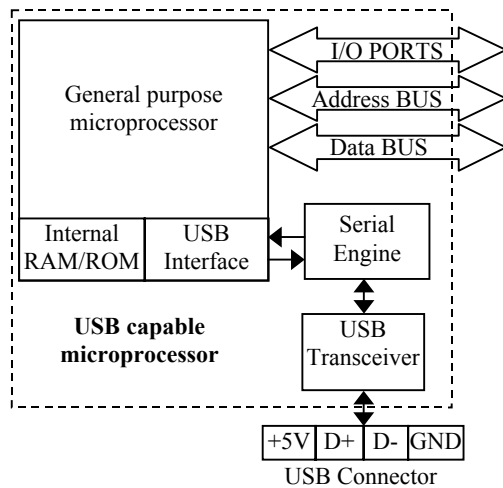 I/O PORTS
General purpose
microprocessor
Address BUS
Data BUS
Internal
RAM/ROM
USB
Interface
Serial
Engine
USB capable
microprocessor
USB
Transceiver
+5V D+ D- GND
USB Connector